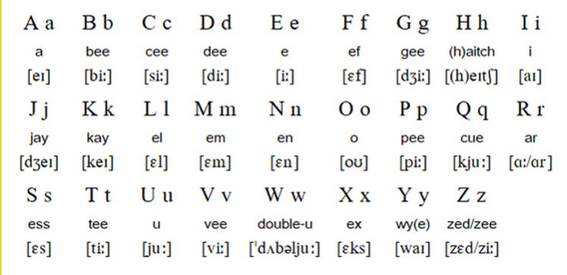 A a B b C c D d E e F f G g H h I i
a bee cee dee e ef gee (h)aitch i
[eɪ] [biː] [siː] [diː] [iː] [ɛf] [dʒiː] [(h)eɪtʃ] [aɪ]
J j K k L l M m N n O o P p Q q R r
jay kay el em en o pee cue ar
[dʒeɪ] [keɪ] [ɛl] [ɛm] [ɛn] [oʊ] [piː] [kjuː] [ɑː/ɑr]
S s T t U u V v W w X x Y y Z z
ess tee u vee double-u ex wy(e) zed/zee
[ɛs] [tiː] [juː] [viː] [ˈdʌbəljuː] [ɛks] [waɪ] [zɛd/ziː]